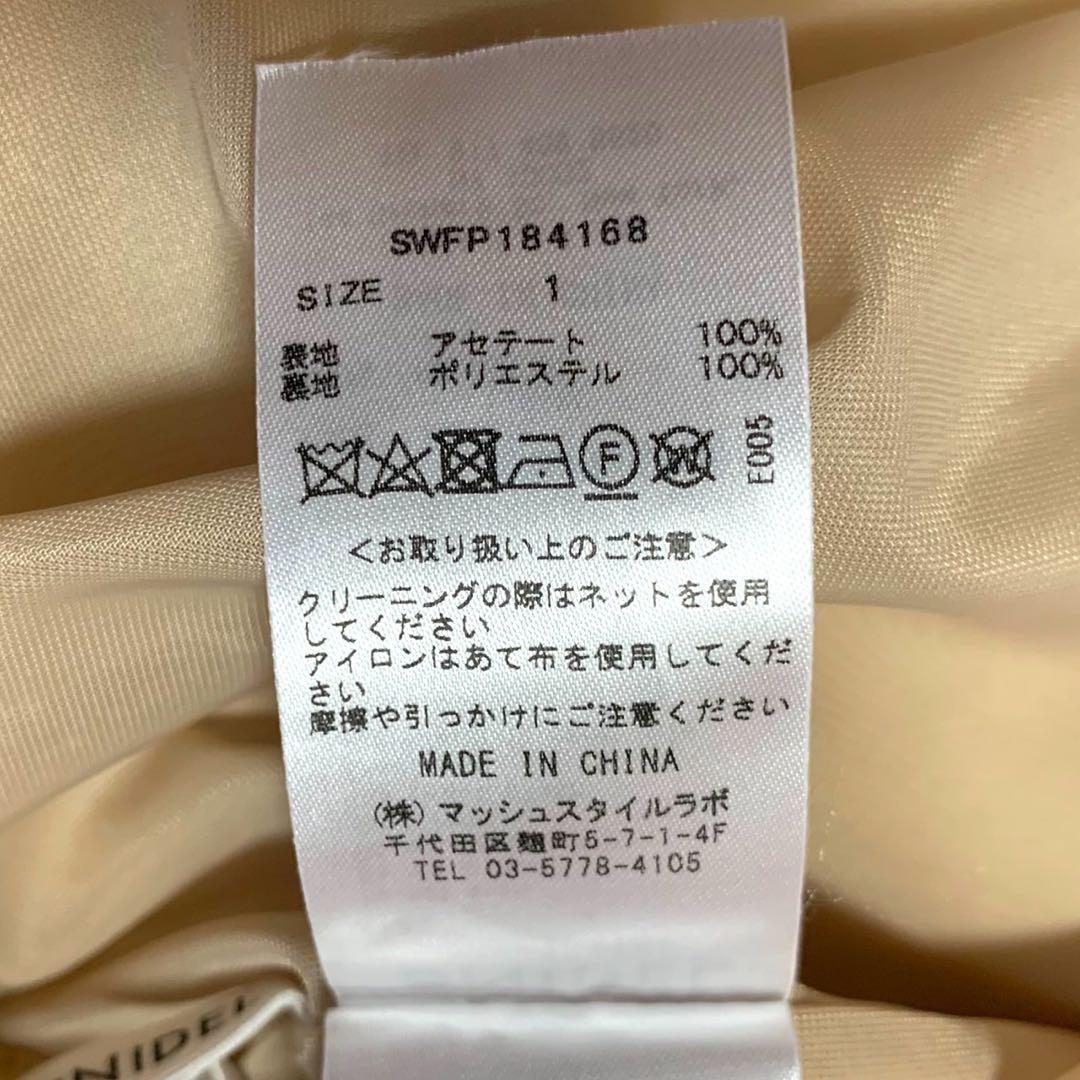 SWFP184168
SIZE 1
表地 アセテート 100%
裏地 ポリエステル 100%
F W
E005
<お取り扱い上のご注意>
クリーニングの際はネットを使用
してください
アイロンはあて布を使用してくだ
さい
摩擦や引っかけにご注意ください
MADE IN CHINA
(株)マッシュスタイルラボ
千代田区麹町5-7-1-4F
TEL 03-5778-4105
NIDEL